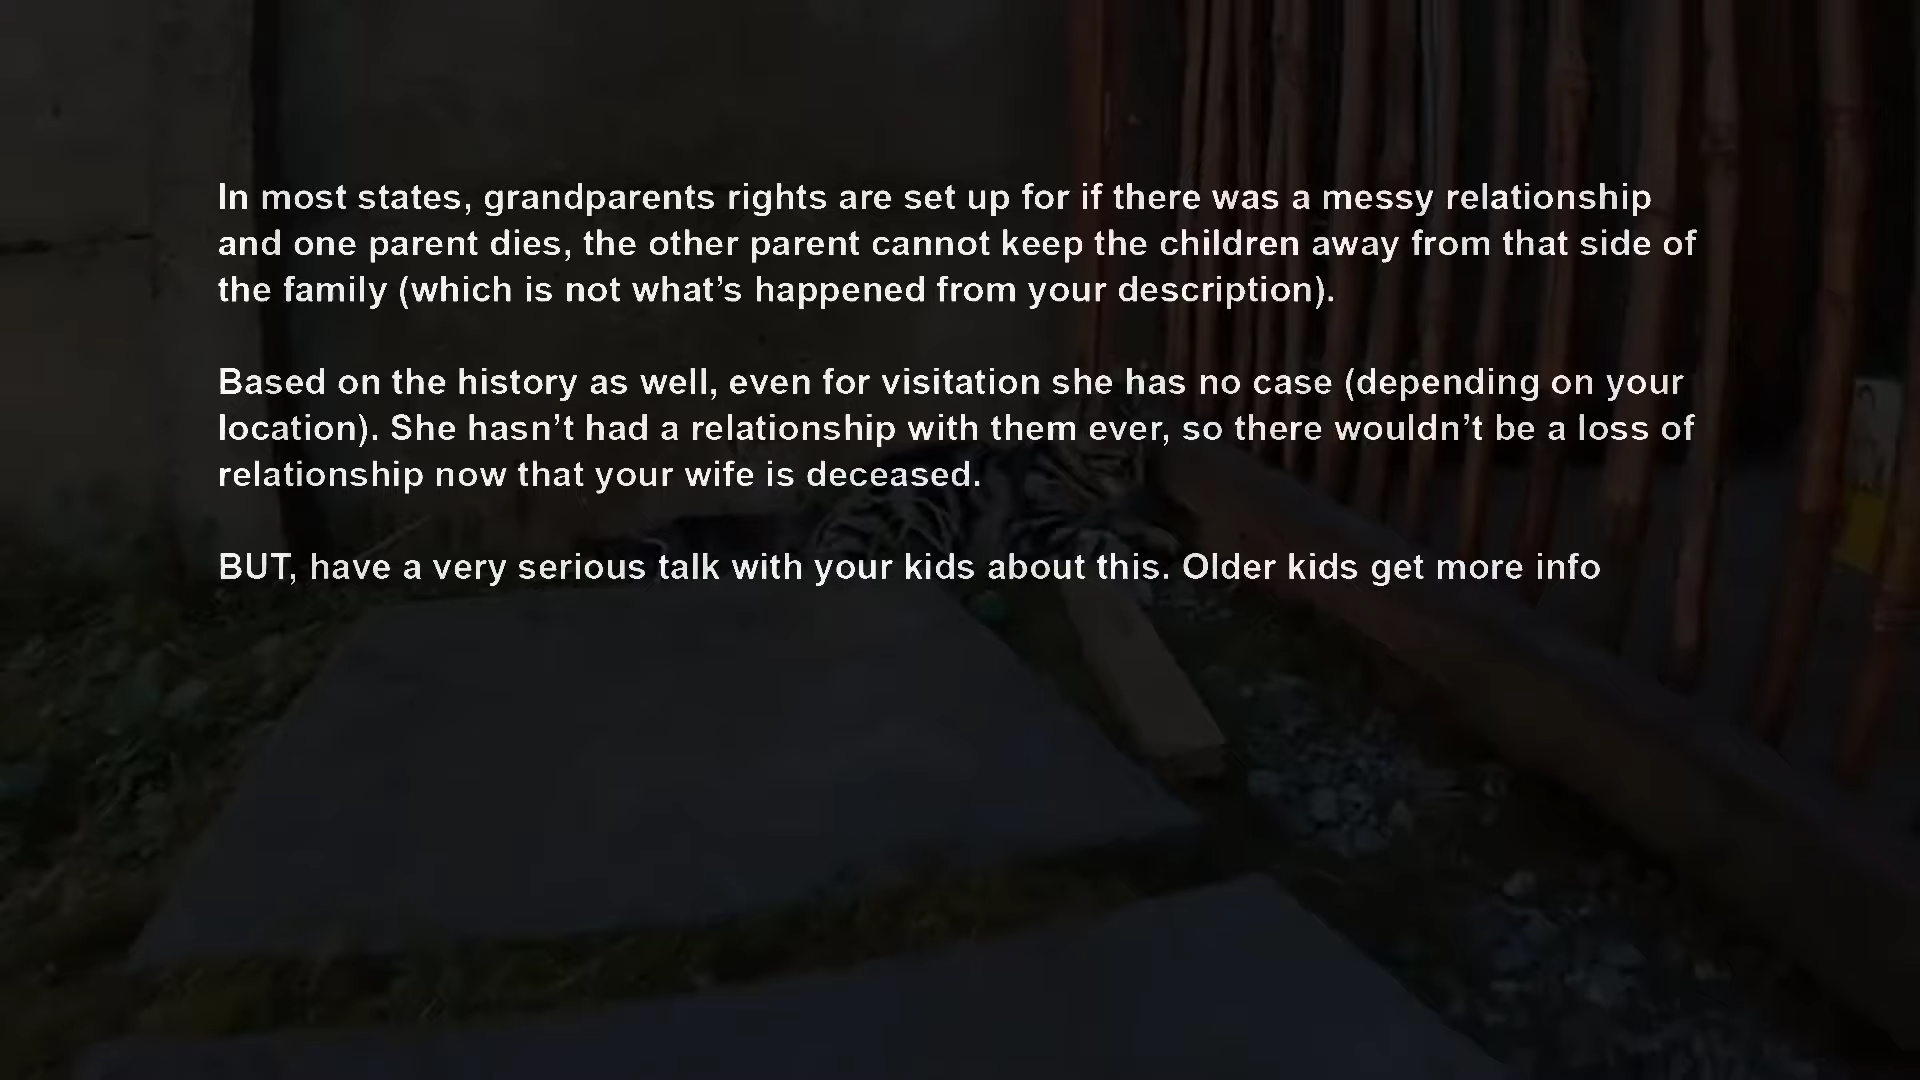 In most states, grandparents rights are set up for if there was a messy relationship
and one parent dies, the other parent cannot keep the children away from that side of
the family (which is not what’s happened from your description).
Based on the history as well, even for visitation she has no case (depending on your
location). She hasn’t had a relationship with them ever, so there wouldn’t be a loss of
relationship now that your wife is deceased.
BUT, have a very serious talk with your kids about this. Older kids get more info